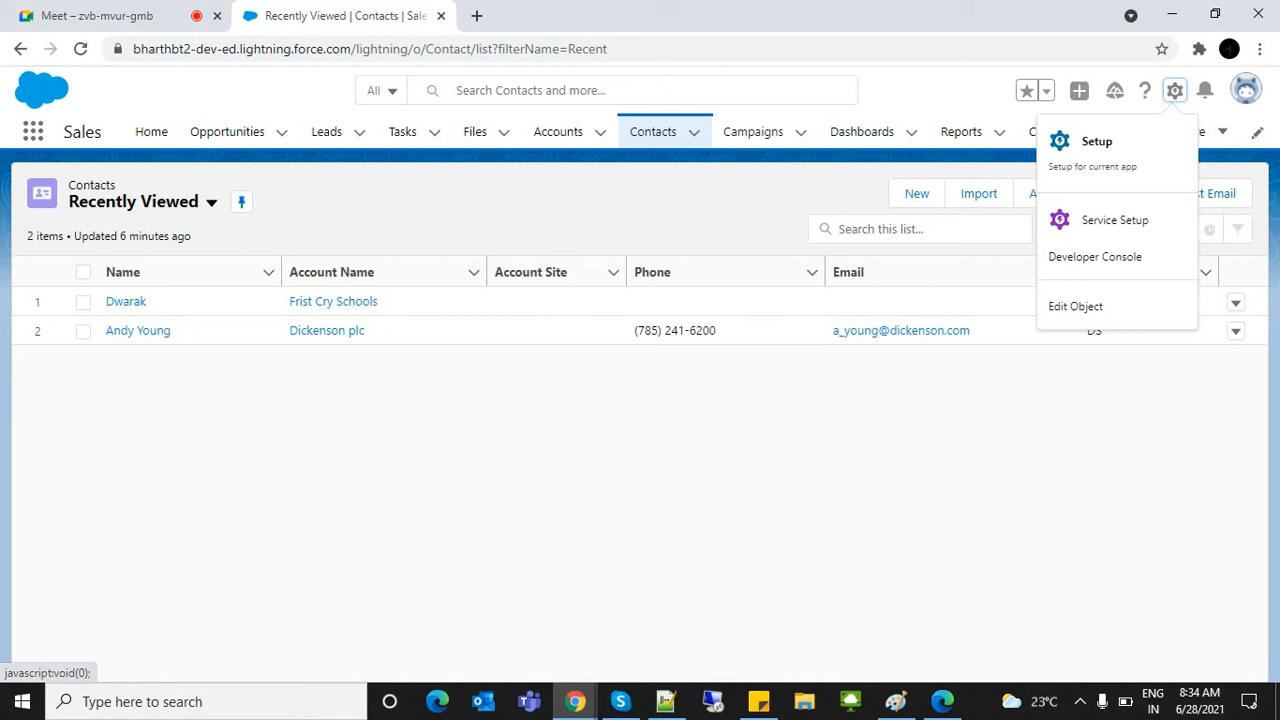 Meet – zvb-mvur-gmb
Recently Viewed | Contacts | Sale
bharthbt2-dev-ed.lightning.force.com/lightning/o/Contact/list?filterName=Recent
All
Search Contacts and more...
Sales
Home
Opportunities
Leads
Tasks
Files
Accounts
Contacts
Campaigns
Dashboards
Reports
Setup
Setup for current app
Service Setup
Developer Console
Edit Object
Contacts
Recently Viewed
New
Import
Email
2 items • Updated 6 minutes ago
Search this list...
Name
Account Name
Account Site
Phone
Email
1
Dwarak
Frist Cry Schools
2
Andy Young
Dickenson plc
(785) 241-6200
a_young@dickenson.com
javascript:void(0);
Type here to search
23°C
ENG
IN
8:34 AM
6/28/2021